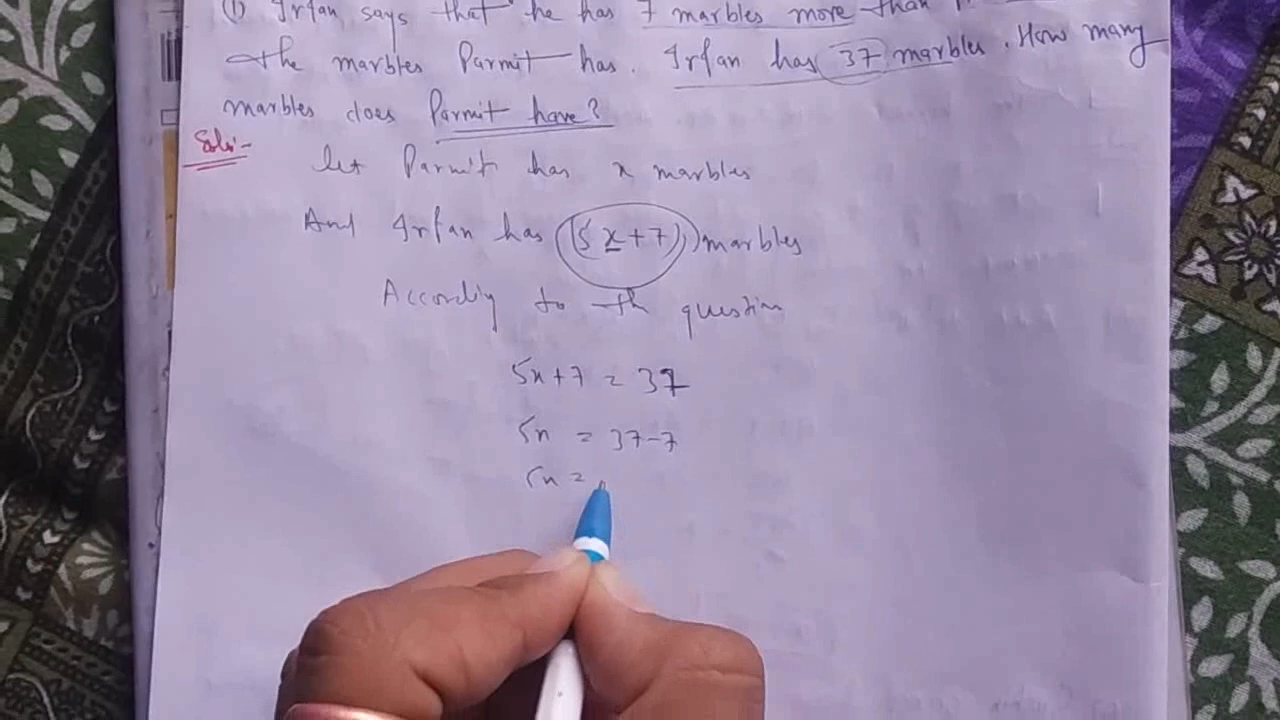 (1) Irfan says that he has 7 marbles more than
the marbles Parmit has. Irfan has 37 marbles. How many
marbles does Parmit have?
Soln:-
let Parmit has x marbles
And Irfan has (5x+7) marbles
According to the question
5x+7 = 37
5x = 37-7
5x =